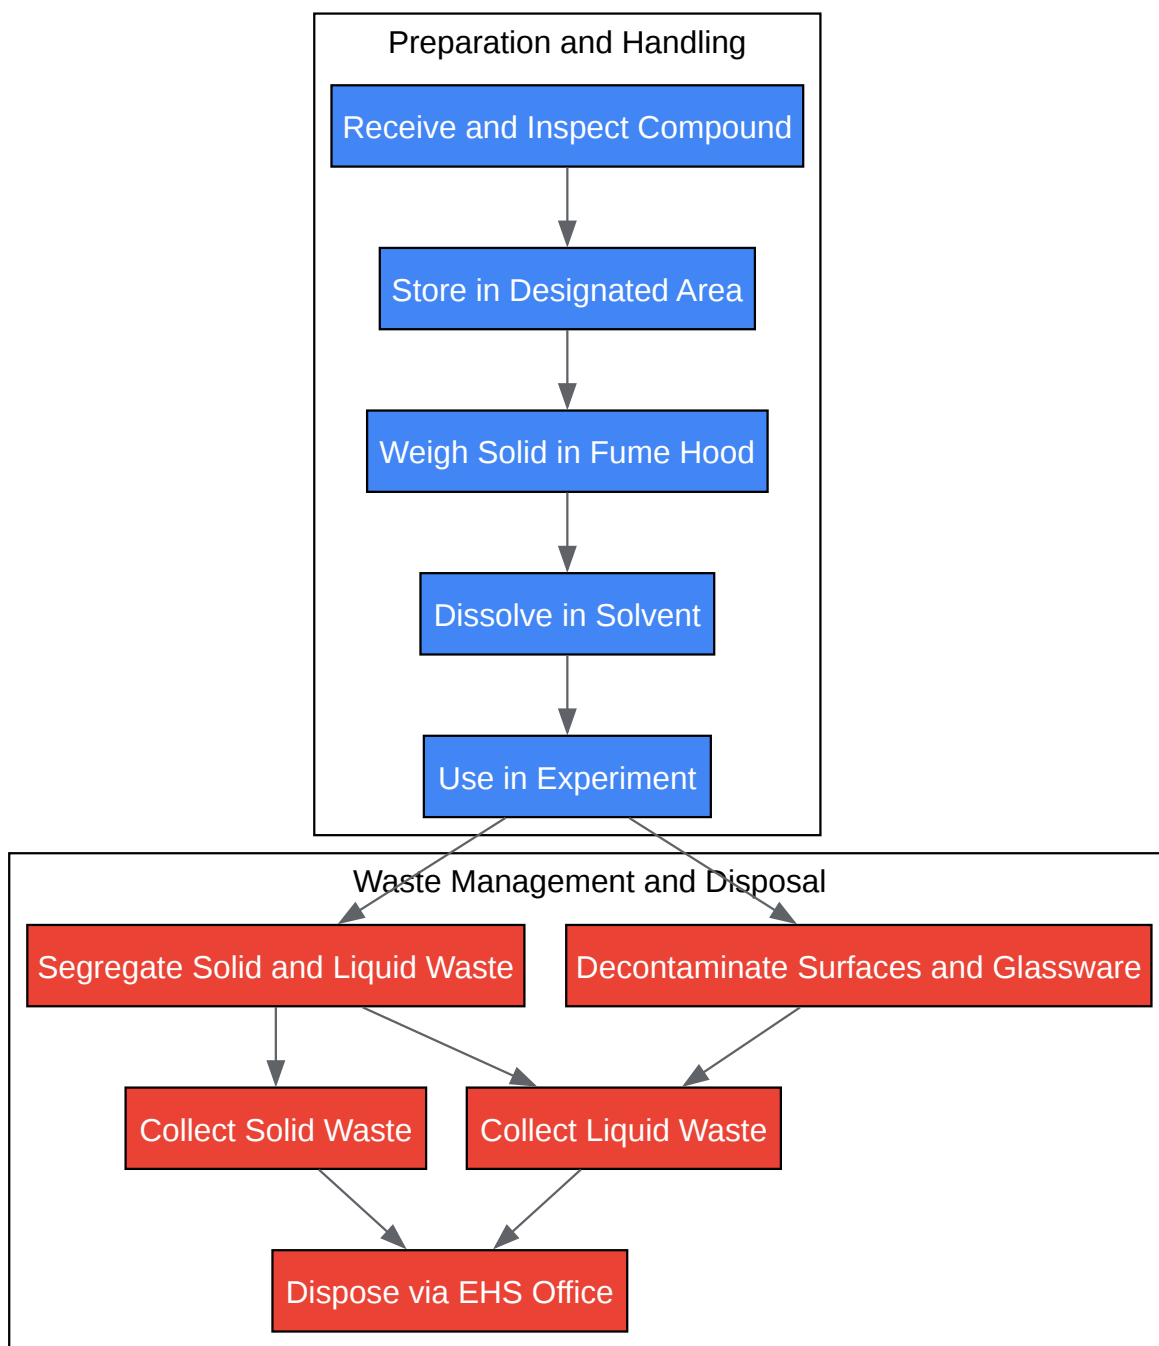 Preparation and Handling
Receive and Inspect Compound
Store in Designated Area
Weigh Solid in Fume Hood
Dissolve in Solvent
Use in Experiment
Waste Management and Disposal
Segregate Solid and Liquid Waste
Decontaminate Surfaces and Glassware
Collect Solid Waste
Collect Liquid Waste
Dispose via EHS Office